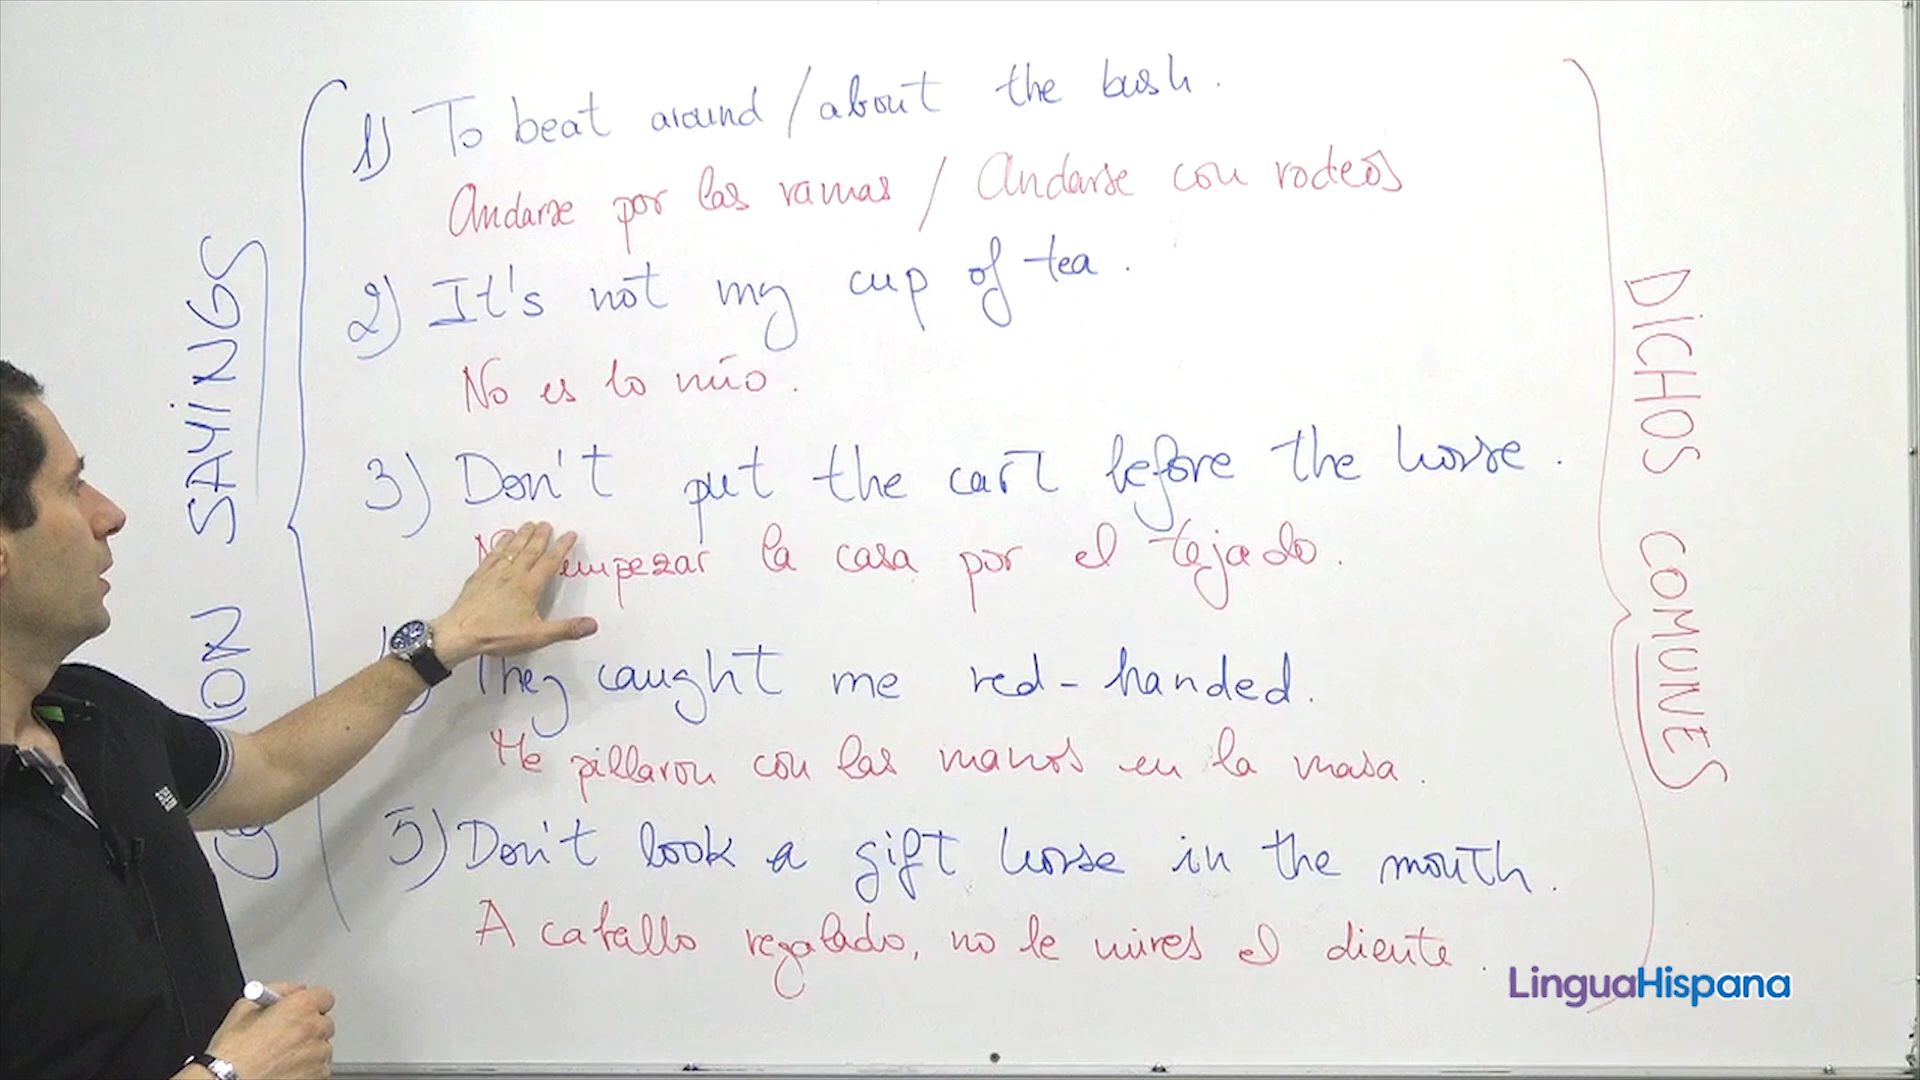 1) To beat around / about the bush.
Andarse por las ramas / Andarse con rodeos
2) It's not my cup of tea.
No es lo mío.
3) Don't put the cart before the horse.
empezar la casa por el tejado.
They caught me red-handed.
Me pillaron con las manos en la masa.
5) Don't look a gift horse in the mouth.
A caballo regalado, no le mires el diente.
SAYINGS
DICHOS COMUNES
LinguaHispana